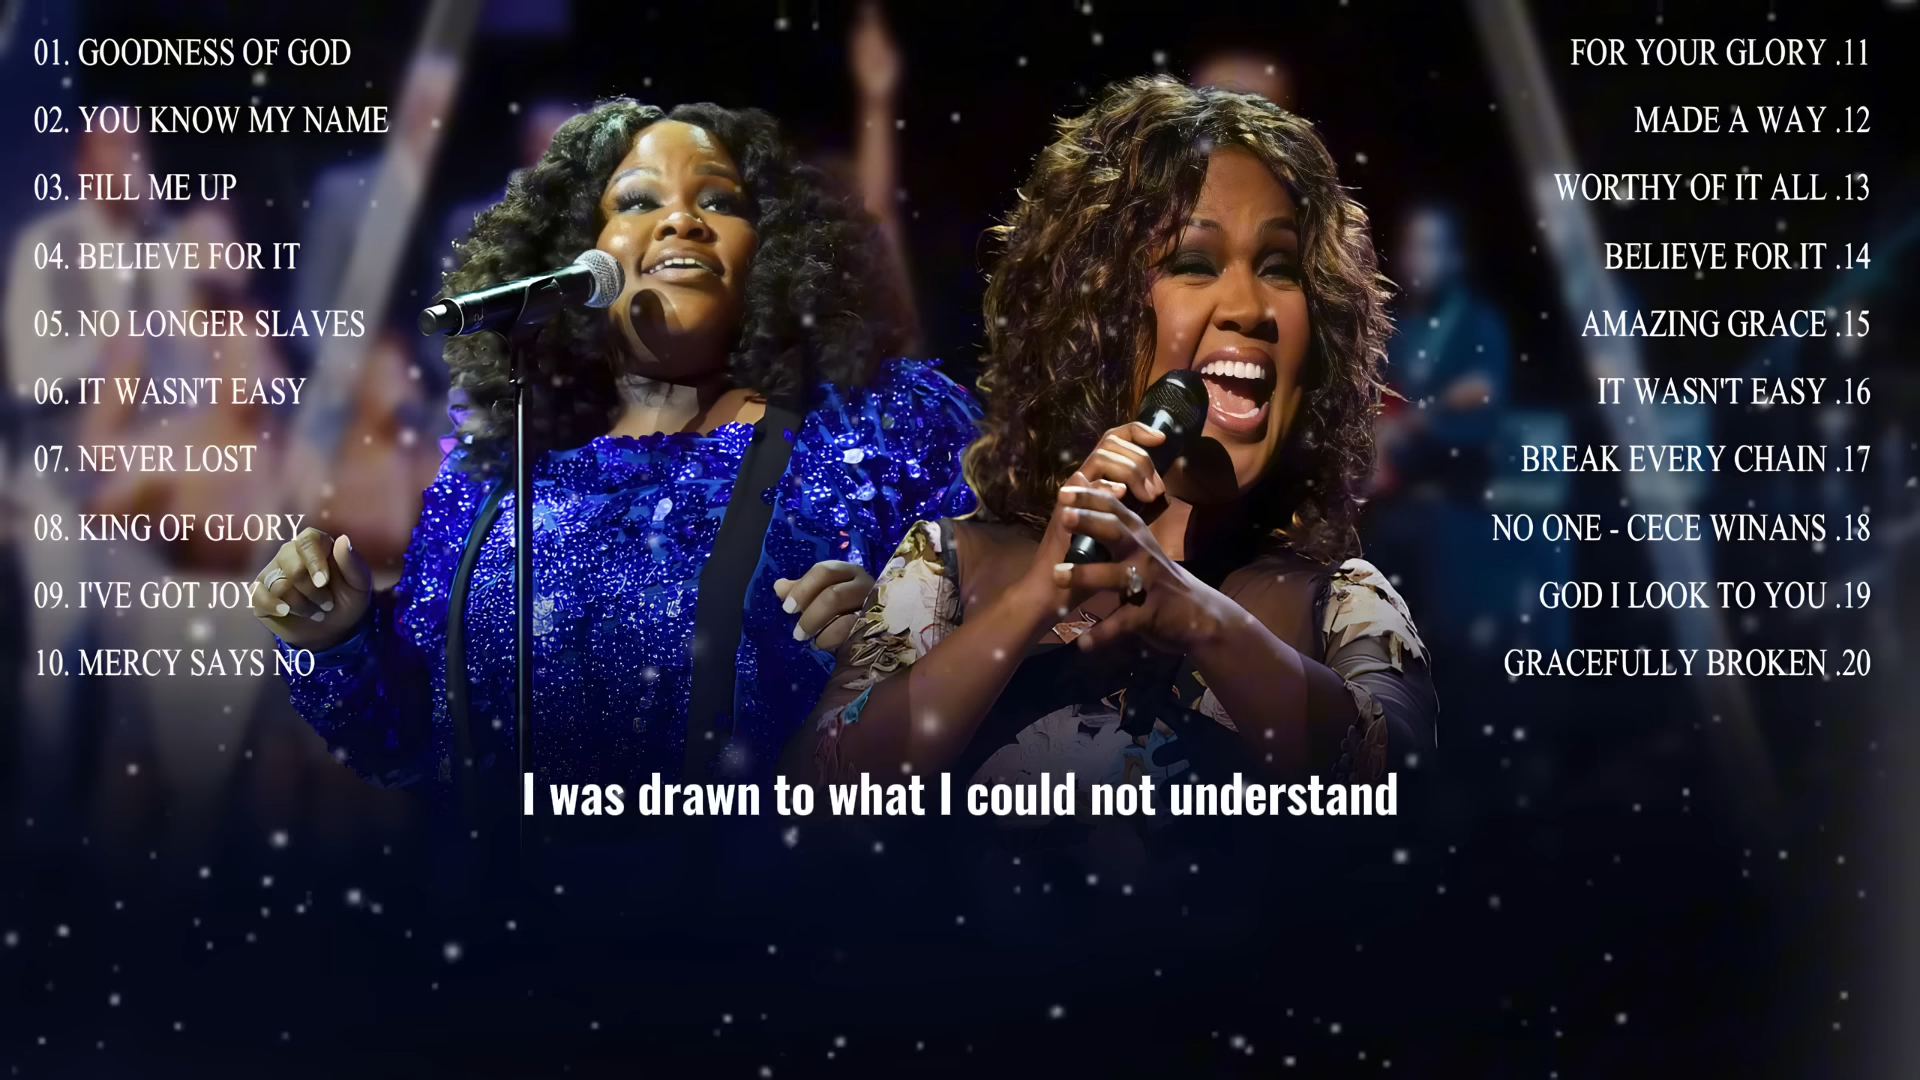 01. GOODNESS OF GOD
02. YOU KNOW MY NAME
03. FILL ME UP
04. BELIEVE FOR IT
05. NO LONGER SLAVES
06. IT WASN'T EASY
07. NEVER LOST
08. KING OF GLORY
09. I'VE GOT JOY
10. MERCY SAYS NO
FOR YOUR GLORY .11
MADE A WAY .12
WORTHY OF IT ALL .13
BELIEVE FOR IT .14
AMAZING GRACE .15
IT WASN'T EASY .16
BREAK EVERY CHAIN .17
NO ONE - CECE WINANS .18
GOD I LOOK TO YOU .19
GRACEFULLY BROKEN .20
I was drawn to what I could not understand